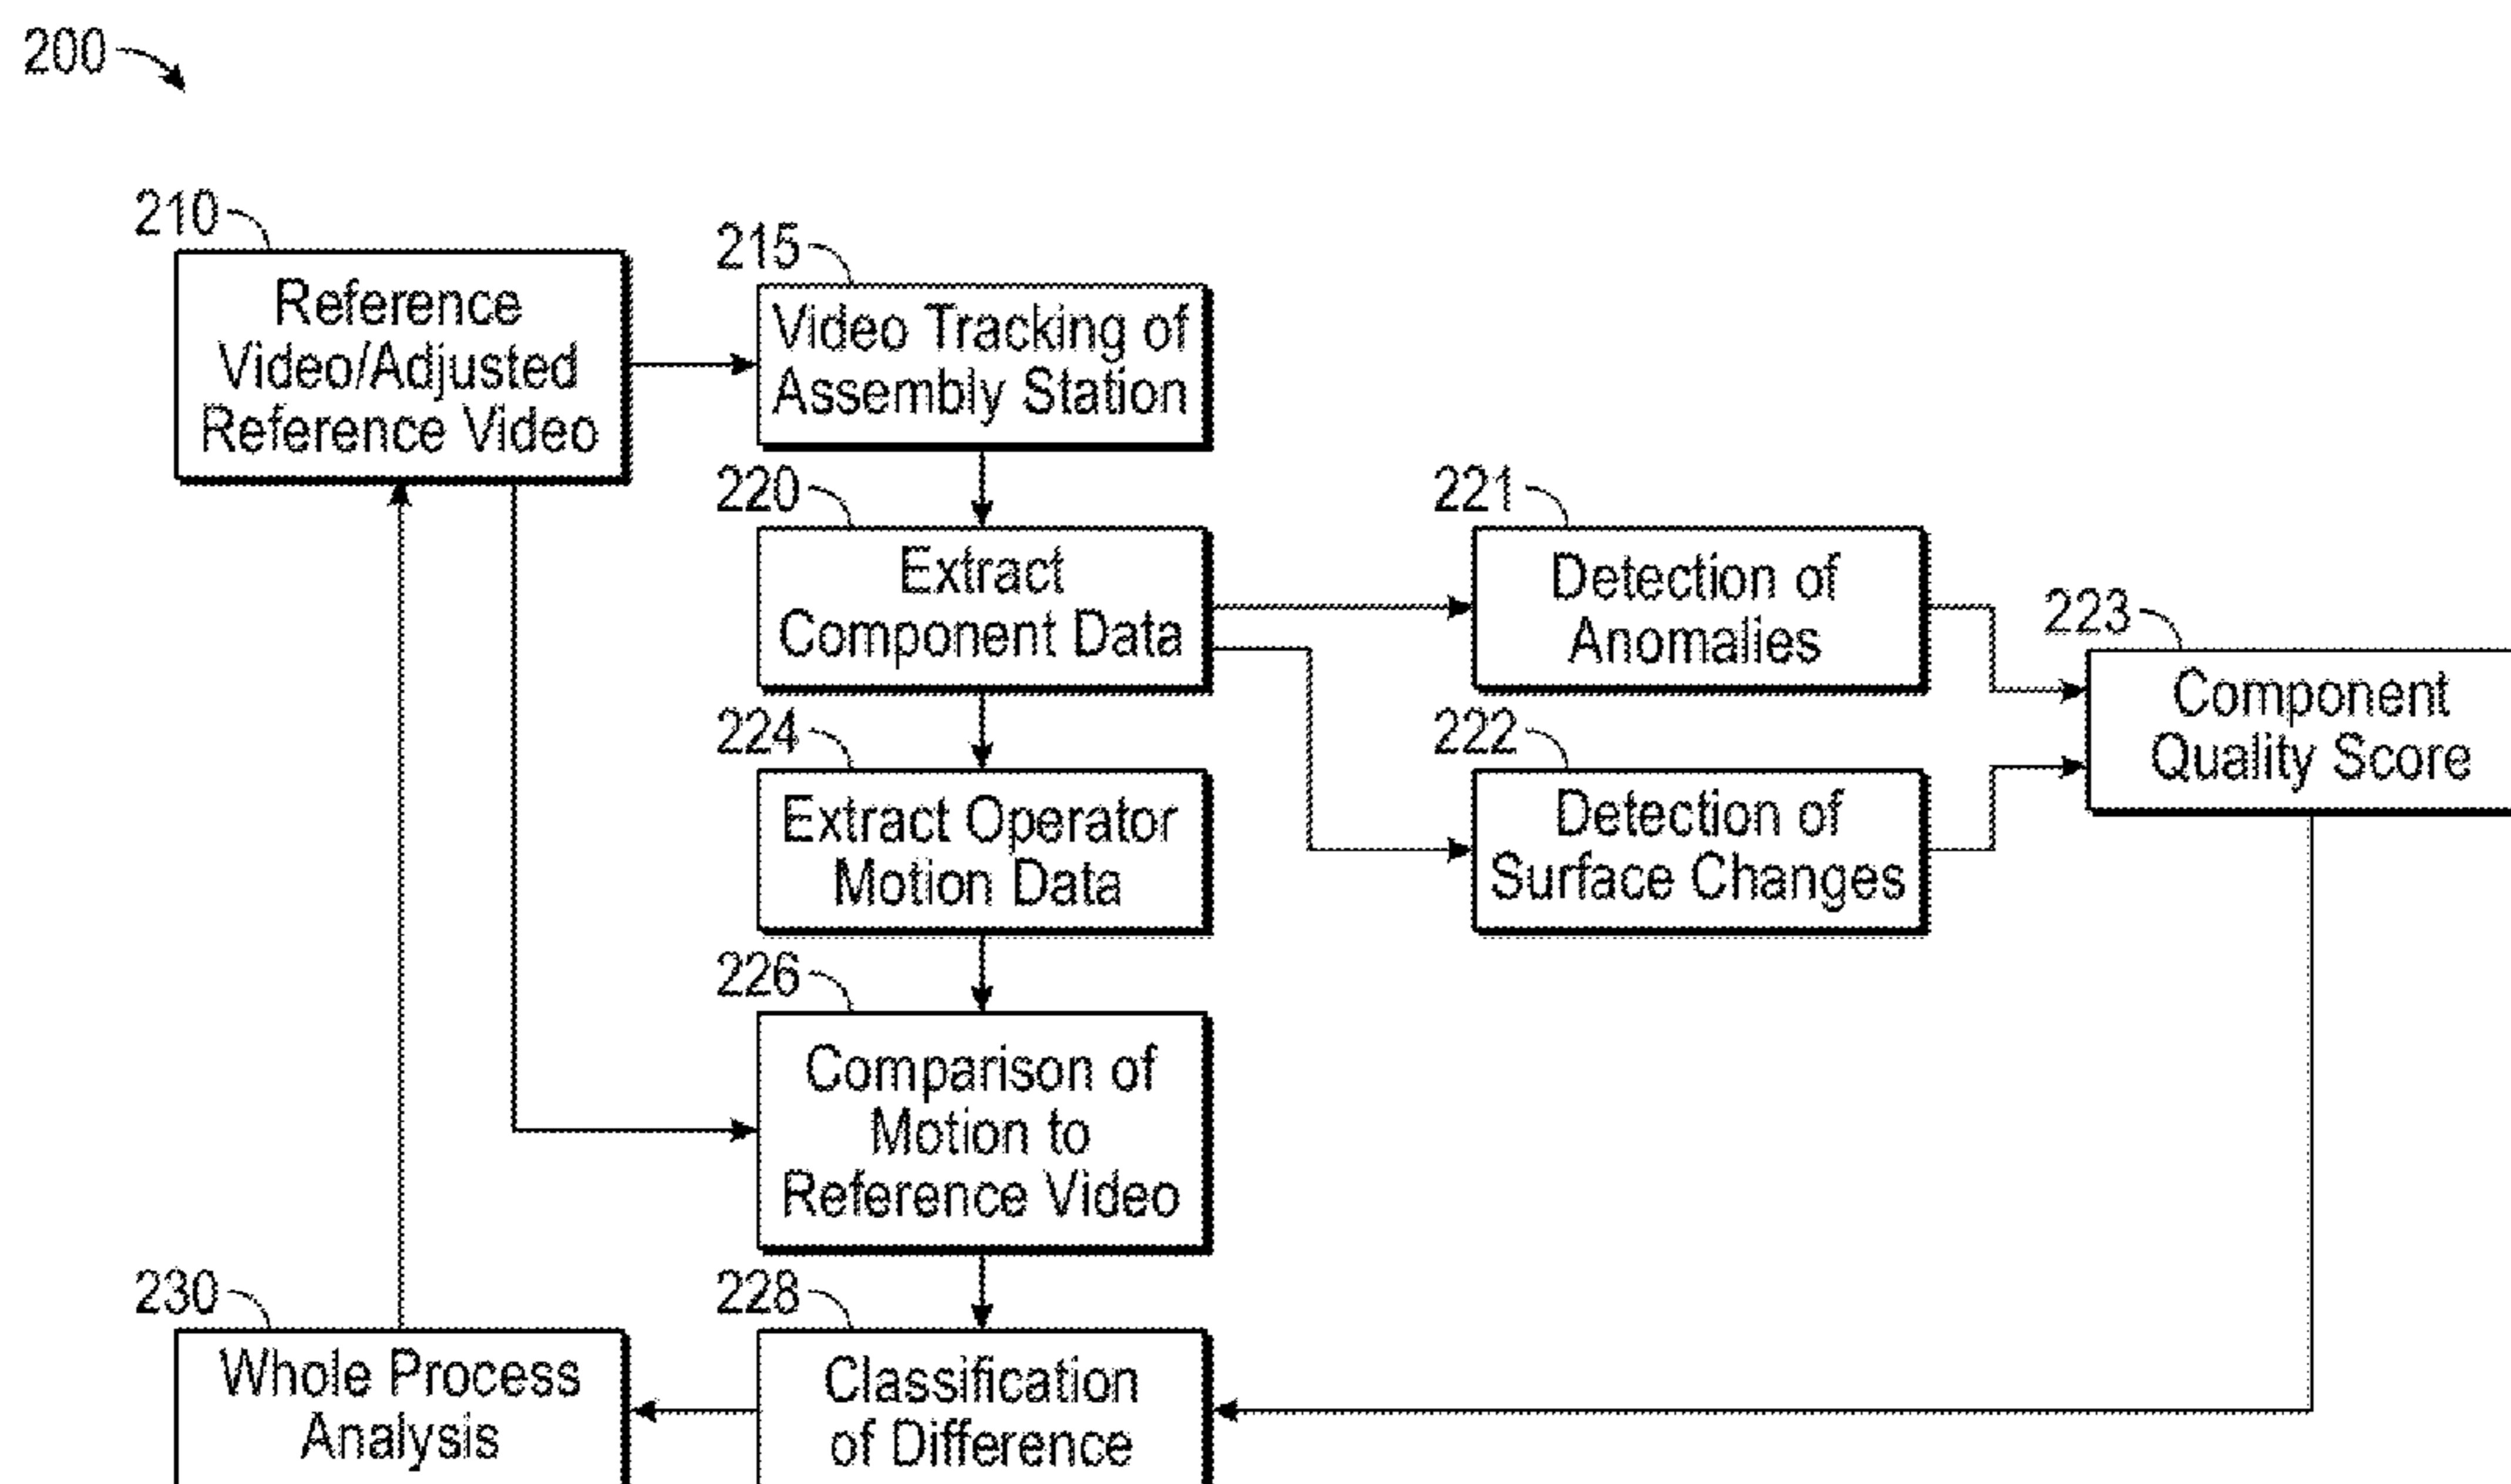 200
210
Reference
Video/Adjusted
Reference Video
215
Video Tracking of
Assembly Station
220
Extract
Component Data
221
Detection of
Anomalies
222
Detection of
Surface Changes
223
Component
Quality Score
224
Extract Operator
Motion Data
226
Comparison of
Motion to
Reference Video
228
Classification
of Difference
230
Whole Process
Analysis